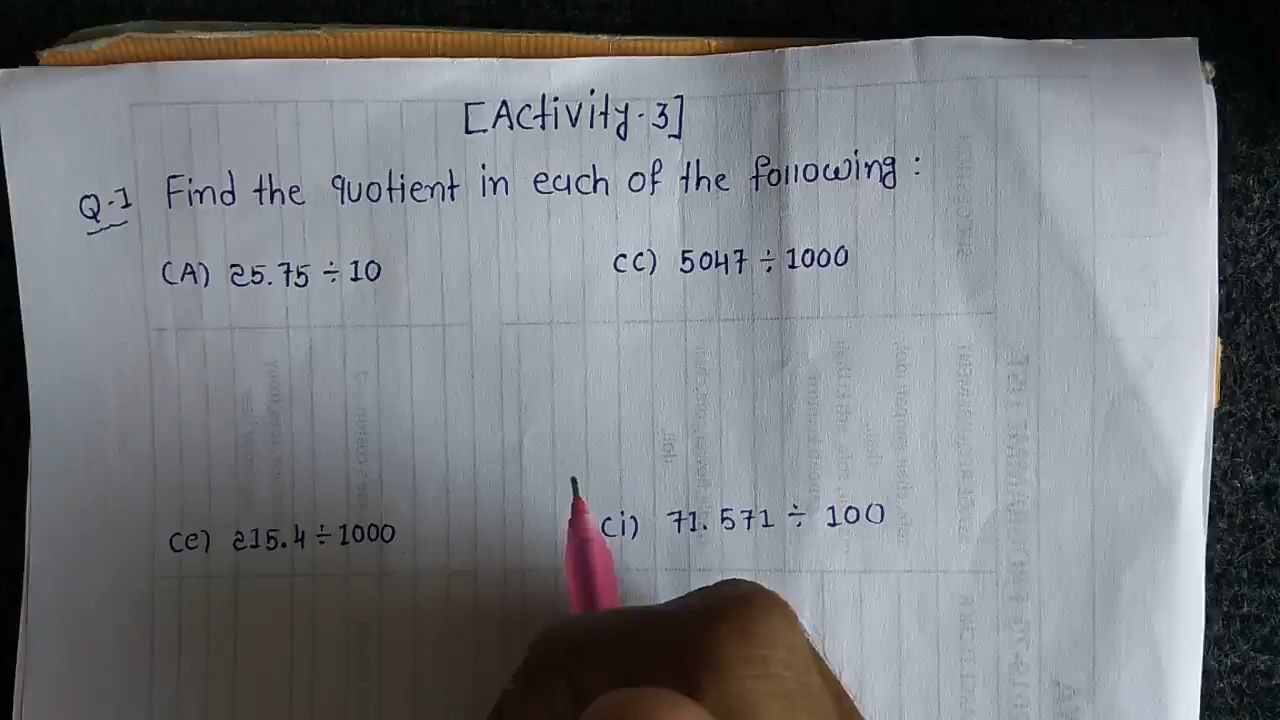 [Activity-3]
Q-1 Find the quotient in each of the following:
(A) 25.75 ÷ 10
(C) 5047 ÷ 1000
(e) 215.4 ÷ 1000
(i) 71.571 ÷ 100